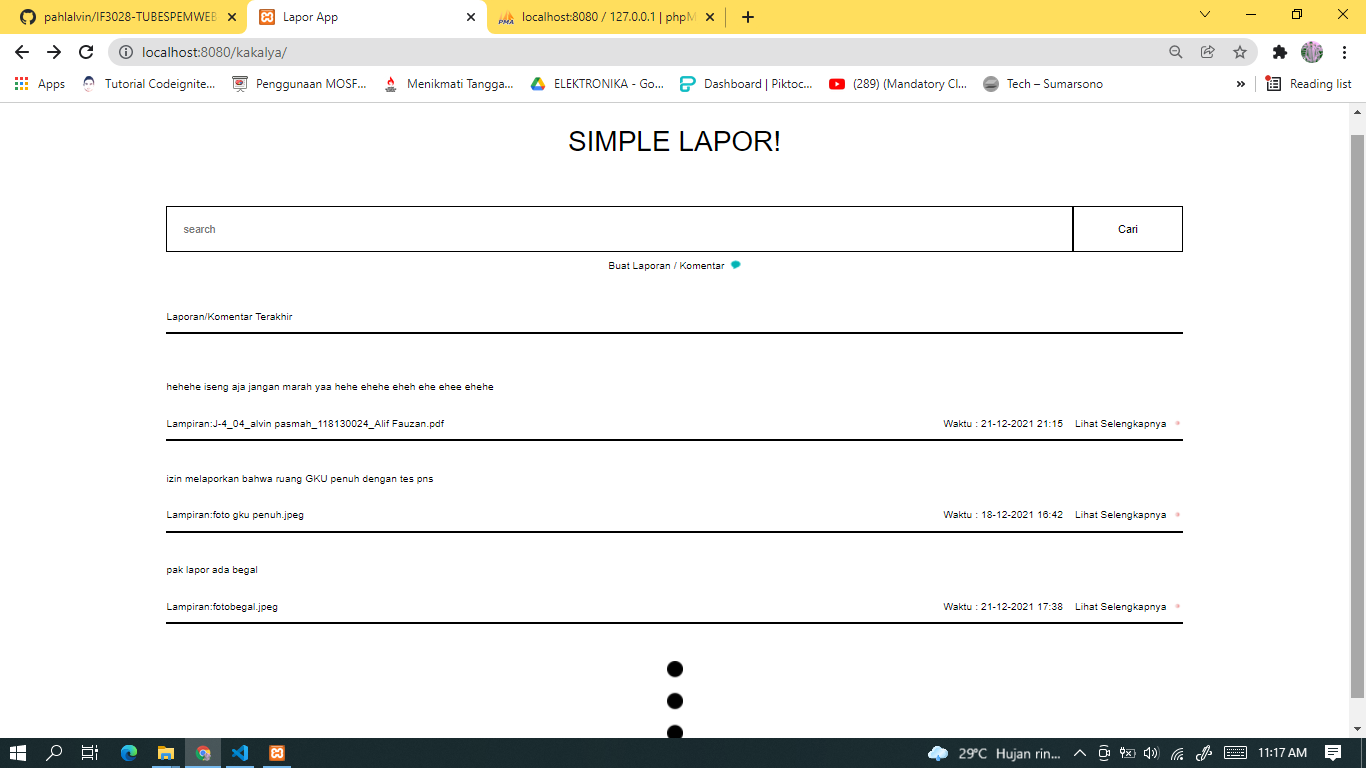 pahlalvin/IF3028-TUBESPEMWEB
Lapor App
localhost:8080 / 127.0.0.1 | phpM
localhost:8080/kakalya/
Apps
Tutorial Codeignite...
Penggunaan MOSF...
Menikmati Tangga...
ELEKTRONIKA - Go...
Dashboard | Piktoc...
(289) (Mandatory Cl...
Tech – Sumarsono
»
Reading list
SIMPLE LAPOR!
search
Cari
Buat Laporan / Komentar
Laporan/Komentar Terakhir
hehehe iseng aja jangan marah yaa hehe ehehe eheh ehe ehee ehehe
Lampiran:J-4_04_alvin pasmah_118130024_Alif Fauzan.pdf Waktu : 21-12-2021 21:15 Lihat Selengkapnya
izin melaporkan bahwa ruang GKU penuh dengan tes pns
Lampiran:foto gku penuh.jpeg Waktu : 18-12-2021 16:42 Lihat Selengkapnya
pak lapor ada begal
Lampiran:fotobegal.jpeg Waktu : 21-12-2021 17:38 Lihat Selengkapnya
29°C Hujan rin... 11:17 AM